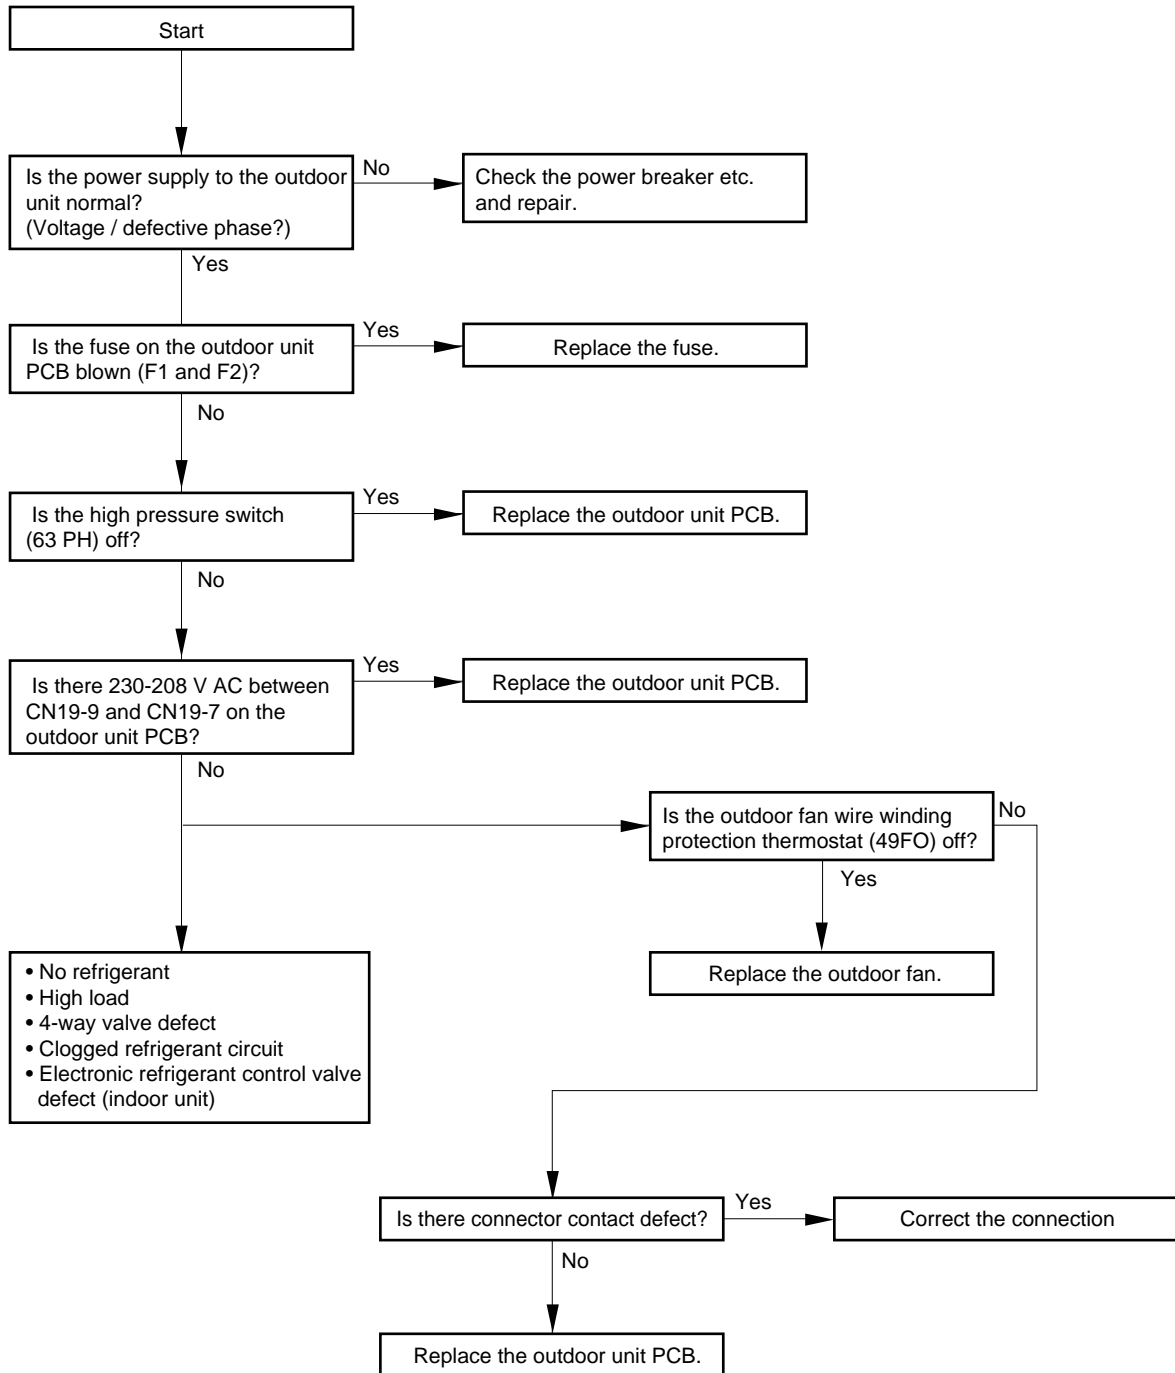 Start
Is the power supply to the outdoor
unit normal?
(Voltage / defective phase?)
No
Check the power breaker etc.
and repair.
Yes
Is the fuse on the outdoor unit
PCB blown (F1 and F2)?
Yes
Replace the fuse.
No
Is the high pressure switch
(63 PH) off?
Yes
Replace the outdoor unit PCB.
No
Is there 230-208 V AC between
CN19-9 and CN19-7 on the
outdoor unit PCB?
Yes
Replace the outdoor unit PCB.
No
Is the outdoor fan wire winding
protection thermostat (49FO) off?
No
Yes
Replace the outdoor fan.
• No refrigerant
• High load
• 4-way valve defect
• Clogged refrigerant circuit
• Electronic refrigerant control valve
defect (indoor unit)
Is there connector contact defect?
Yes
Correct the connection
No
Replace the outdoor unit PCB.